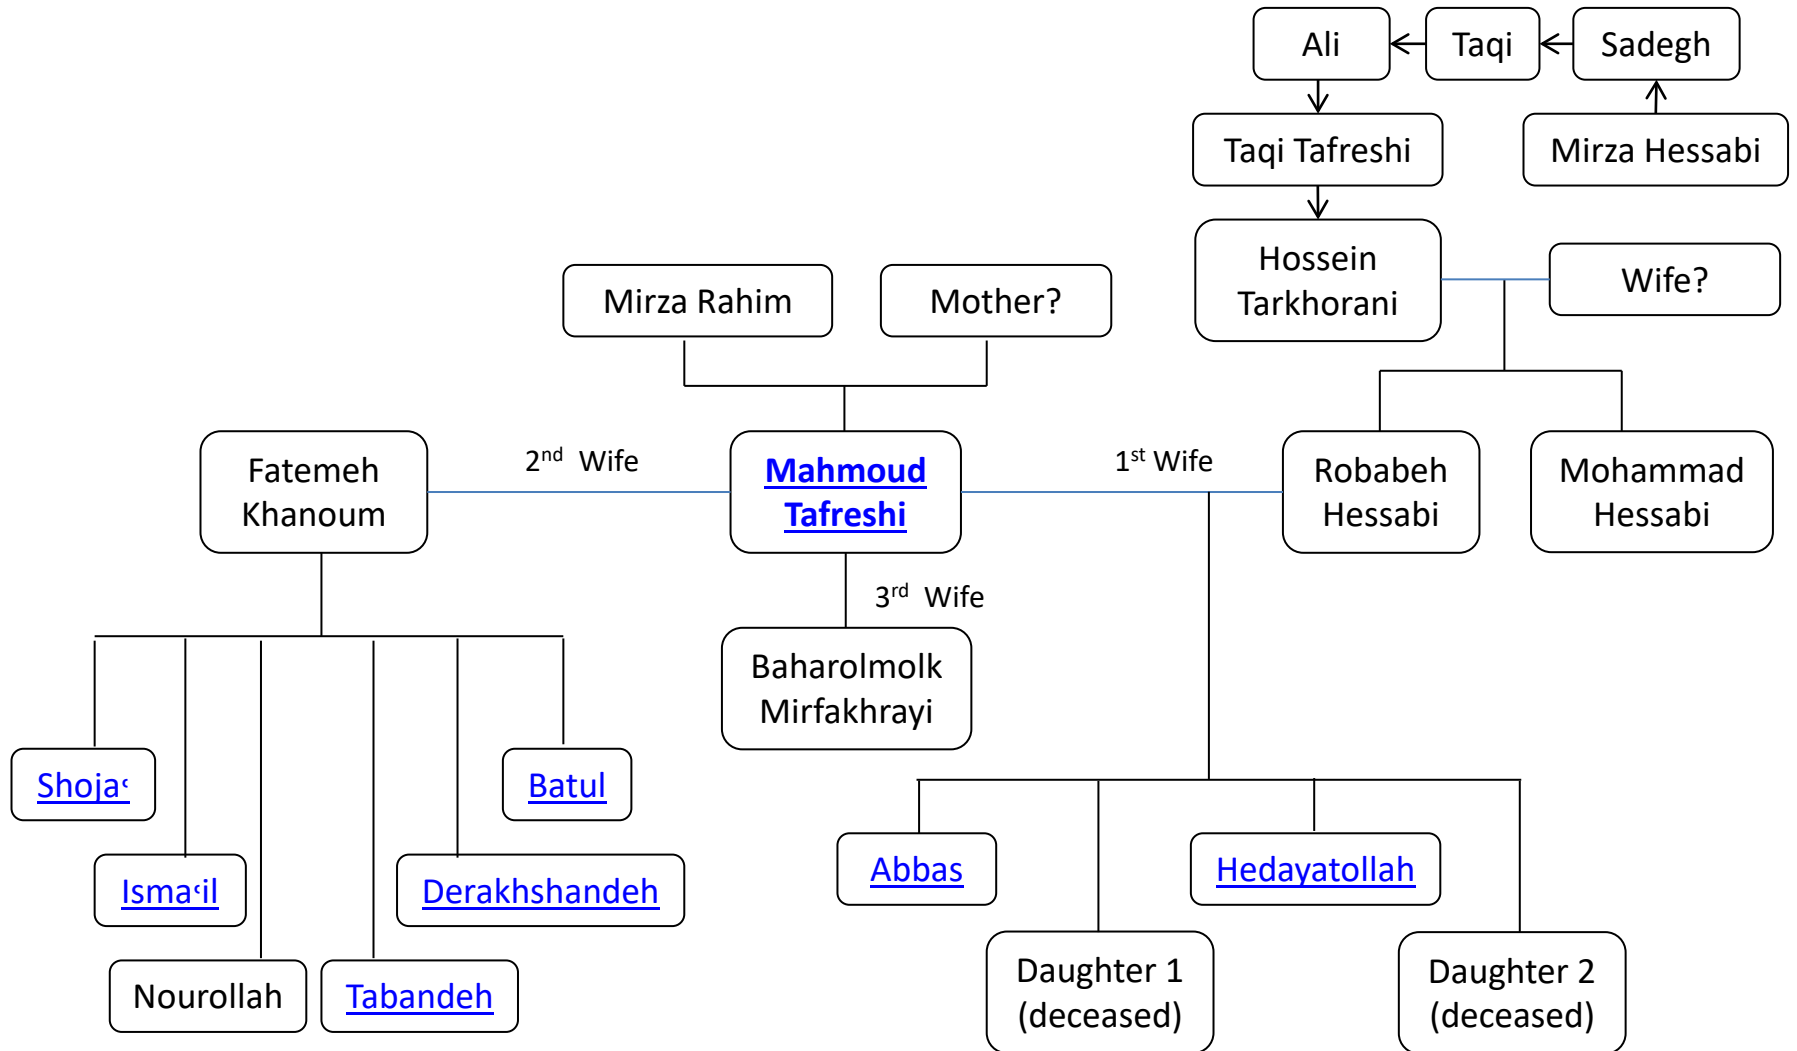 Ali
Taqi
Sadegh
Taqi Tafreshi
Mirza Hessabi
Hossein
Tarkhorani
Wife?
Mirza Rahim
Mother?
Fatemeh
Khanoum
2nd Wife
Mahmoud
Tafreshi
1st Wife
Robabeh
Hessabi
Mohammad
Hessabi
3rd Wife
Baharolmolk
Mirfakhrayi
Shojaʿ
Batul
Ismaʿil
Derakhshandeh
Nourollah
Tabandeh
Abbas
Hedayatollah
Daughter 1
(deceased)
Daughter 2
(deceased)